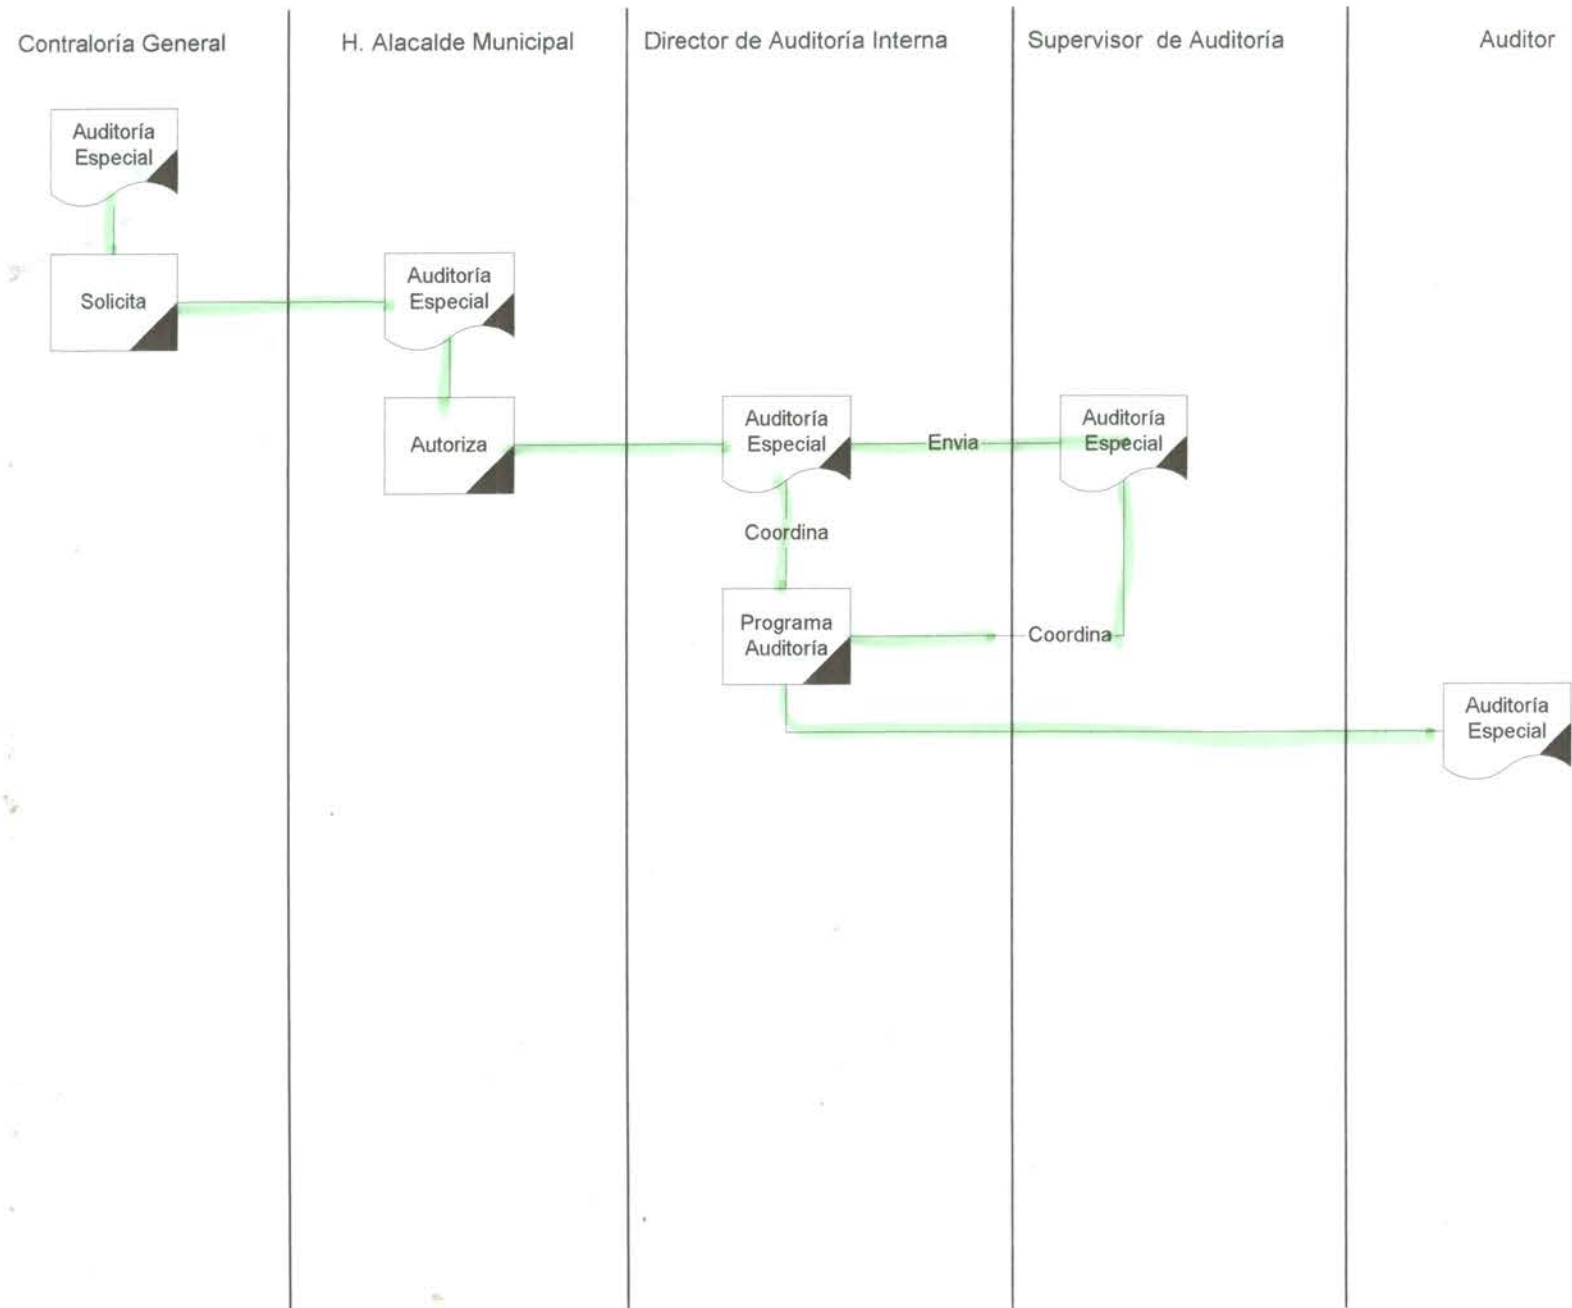 Contraloría General
H. Alacalde Municipal
Director de Auditoría Interna
Supervisor de Auditoría
Auditor
Auditoría
Especial
Solicita
Auditoría
Especial
Autoriza
Auditoría
Especial
Envia
Auditoría
Especial
Coordina
Programa
Auditoría
Coordina
Auditoría
Especial